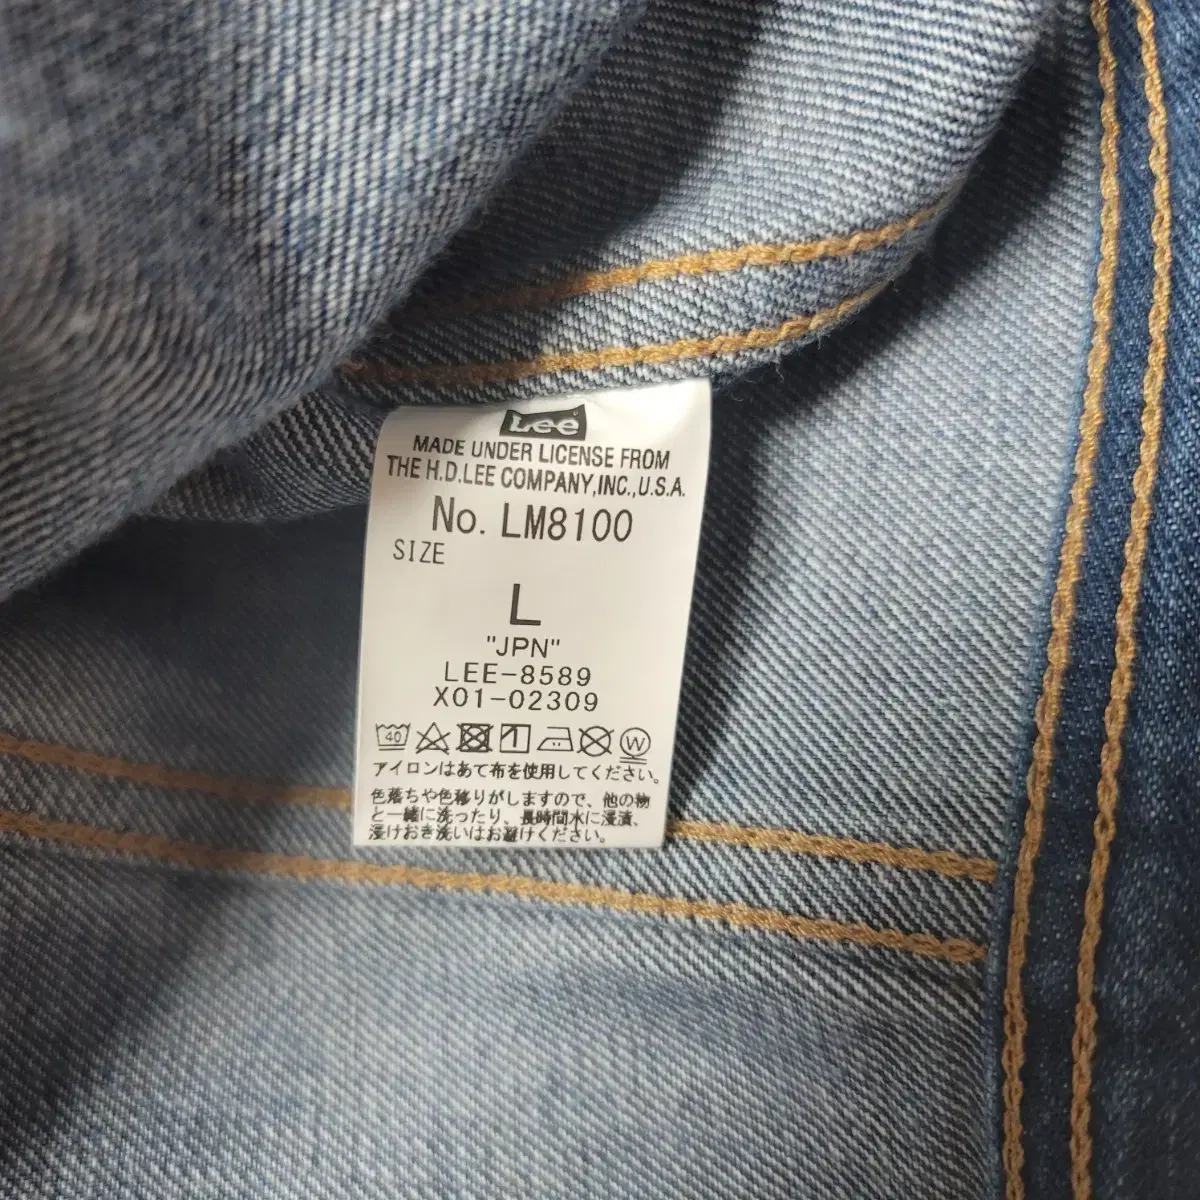 Lee
MADE UNDER LICENSE FROM
THE H.D.LEE COMPANY,INC.,U.S.A.
No. LM8100
SIZE
L
"JPN"
LEE-8589
X01-02309
40
W
アイロンはあて布を使用してください。
色落ちや色移りがしますので、他の物
と一緒に洗ったり、長時間水に浸漬、
浸けおき洗いはお避けください。